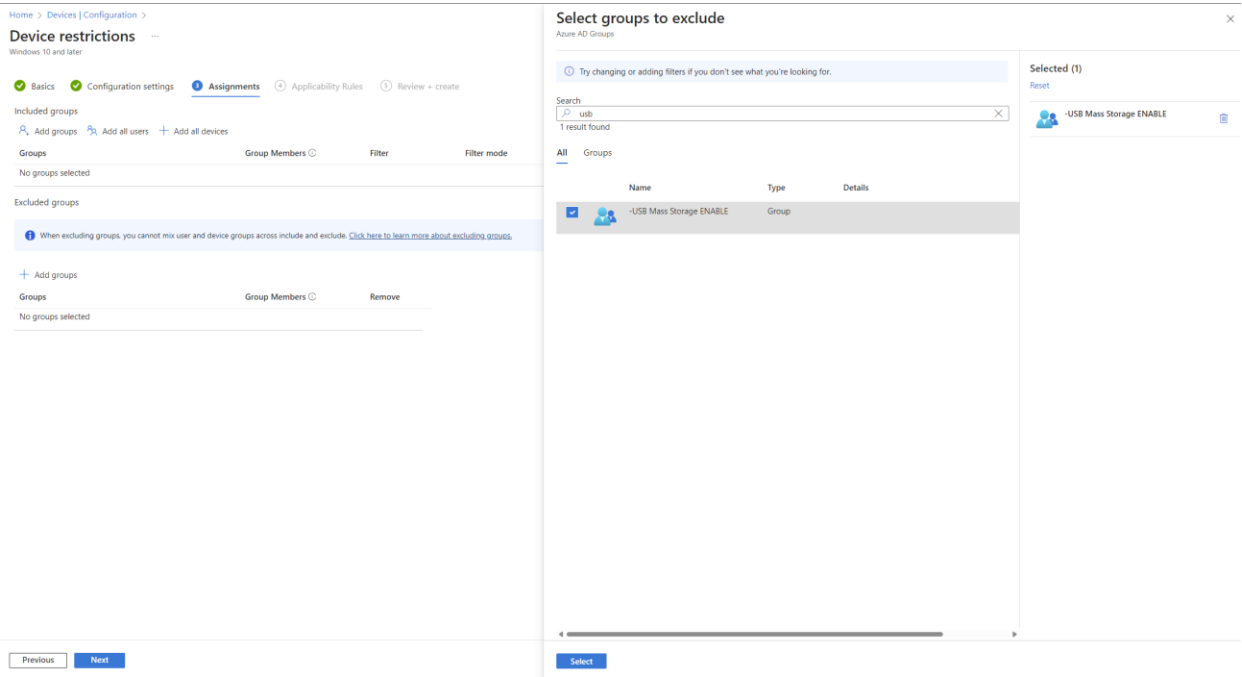 Home > Devices | Configuration >
Device restrictions ...
Windows 10 and later
Basics Configuration settings 3 Assignments 4 Applicability Rules 5 Review + create
Included groups
Add groups Add all users Add all devices
Groups Group Members Filter Filter mode
No groups selected
Excluded groups
When excluding groups, you cannot mix user and device groups across include and exclude. Click here to learn more about excluding groups.
Add groups
Groups Group Members Remove
No groups selected
Previous Next
Select groups to exclude
Azure AD Groups
Try changing or adding filters if you don't see what you're looking for.
Search
usb
1 result found
All Groups
Name Type Details
-USB Mass Storage ENABLE Group
Select
Selected (1)
Reset
-USB Mass Storage ENABLE